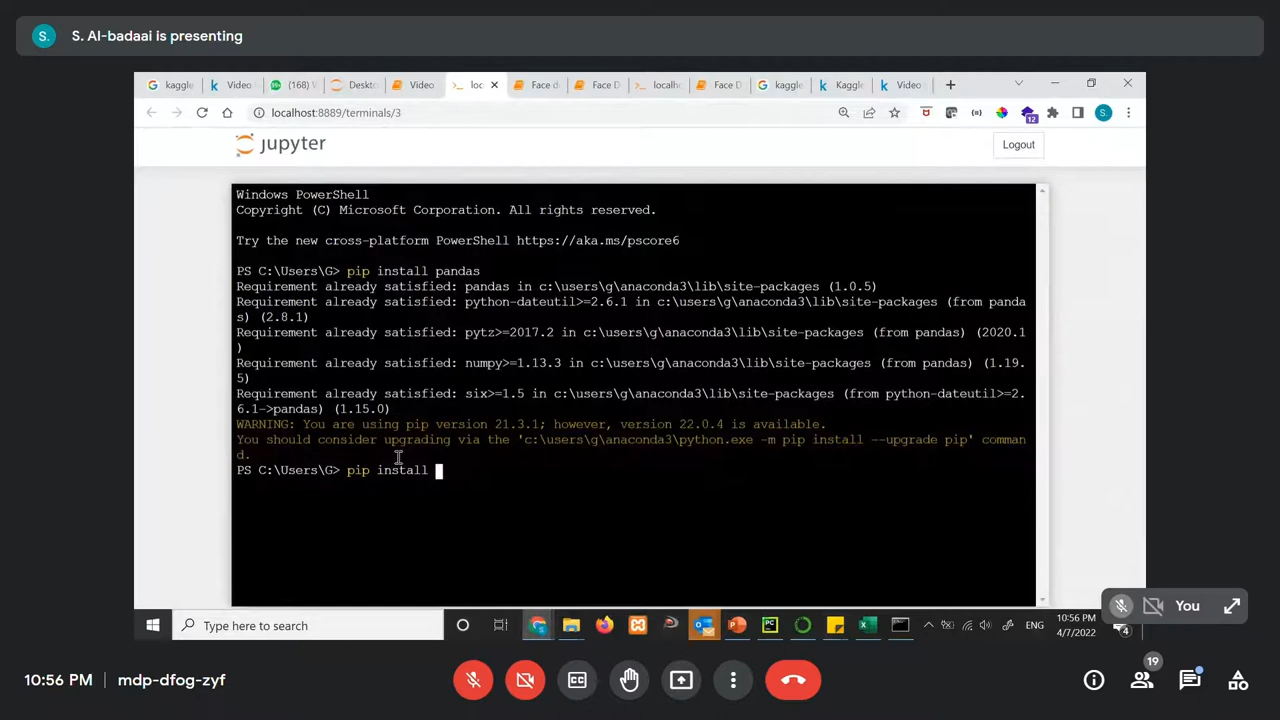 S. S. Al-badaai is presenting
kaggle Video (168) Deskt Video loc Face d Face D localh Face D kaggle Kaggl Video
localhost:8889/terminals/3
12
S.
jupyter
Logout
Windows PowerShell
Copyright (C) Microsoft Corporation. All rights reserved.
Try the new cross-platform PowerShell https://aka.ms/pscore6
PS C:\Users\G> pip install pandas
Requirement already satisfied: pandas in c:\users\g\anaconda3\lib\site-packages (1.0.5)
Requirement already satisfied: python-dateutil>=2.6.1 in c:\users\g\anaconda3\lib\site-packages (from panda
s) (2.8.1)
Requirement already satisfied: pytz>=2017.2 in c:\users\g\anaconda3\lib\site-packages (from pandas) (2020.1
)
Requirement already satisfied: numpy>=1.13.3 in c:\users\g\anaconda3\lib\site-packages (from pandas) (1.19.
5)
Requirement already satisfied: six>=1.5 in c:\users\g\anaconda3\lib\site-packages (from python-dateutil>=2.
6.1->pandas) (1.15.0)
WARNING: You are using pip version 21.3.1; however, version 22.0.4 is available.
You should consider upgrading via the 'c:\users\g\anaconda3\python.exe -m pip install --upgrade pip' comman
d.
PS C:\Users\G> pip install
You
Type here to search
ENG
10:56 PM
4/7/2022
4
10:56 PM mdp-dfog-zyf
19